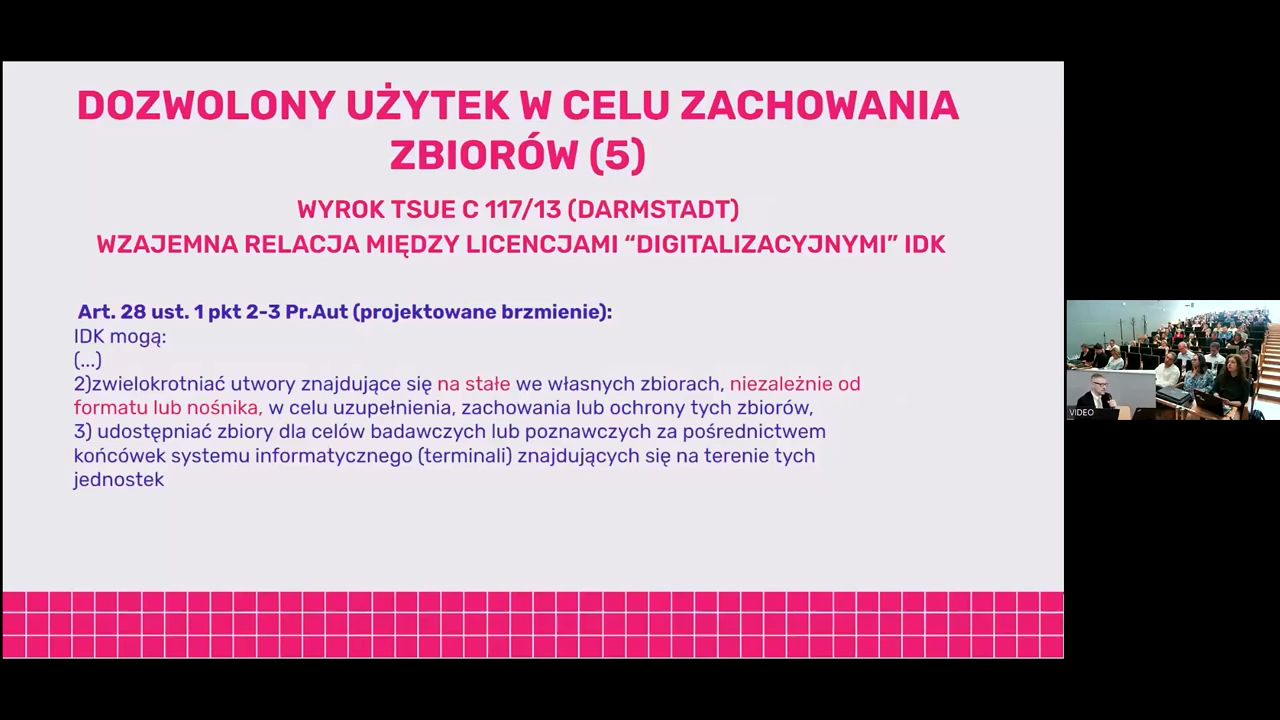 DOZWOLONY UŻYTEK W CELU ZACHOWANIA
ZBIORÓW (5)
WYROK TSUE C 117/13 (DARMSTADT)
WZAJEMNA RELACJA MIĘDZY LICENCJAMI “DIGITALIZACYJNYMI” IDK
Art. 28 ust. 1 pkt 2-3 Pr.Aut (projektowane brzmienie):
IDK mogą:
(...)
2)zwielokrotniać utwory znajdujące się na stałe we własnych zbiorach, niezależnie od
formatu lub nośnika, w celu uzupełnienia, zachowania lub ochrony tych zbiorów,
3) udostępniać zbiory dla celów badawczych lub poznawczych za pośrednictwem
końcówek systemu informatycznego (terminali) znajdujących się na terenie tych
jednostek
VIDEO